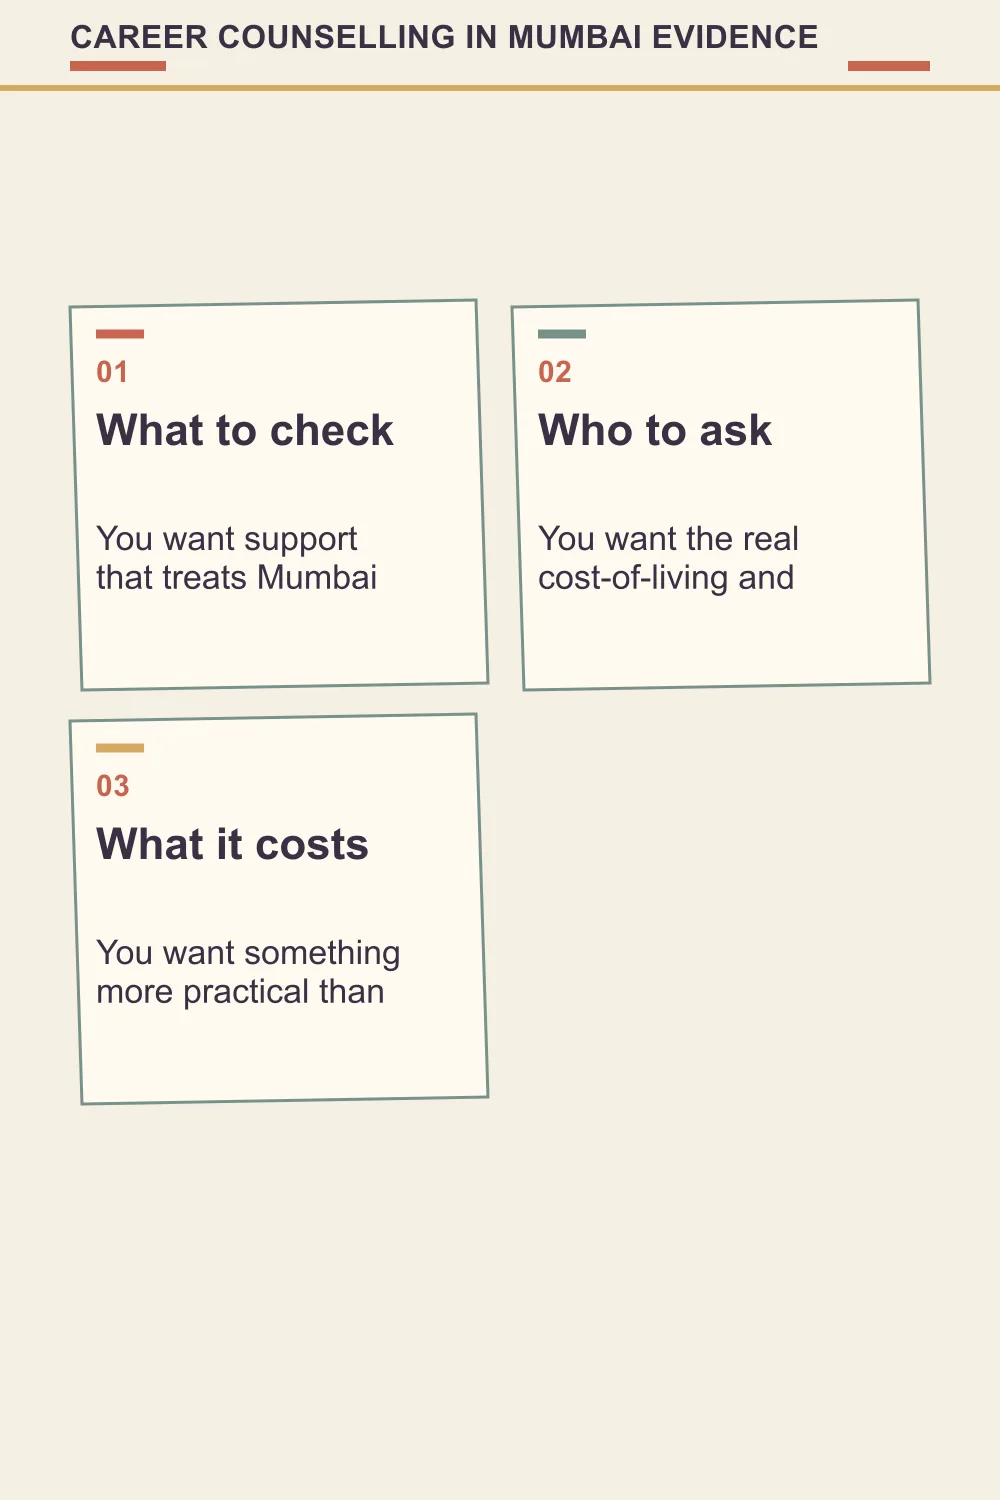 CAREER COUNSELLING IN MUMBAI EVIDENCE
01
What to check
You want support
that treats Mumbai
02
Who to ask
You want the real
cost-of-living and
03
What it costs
You want something
more practical than